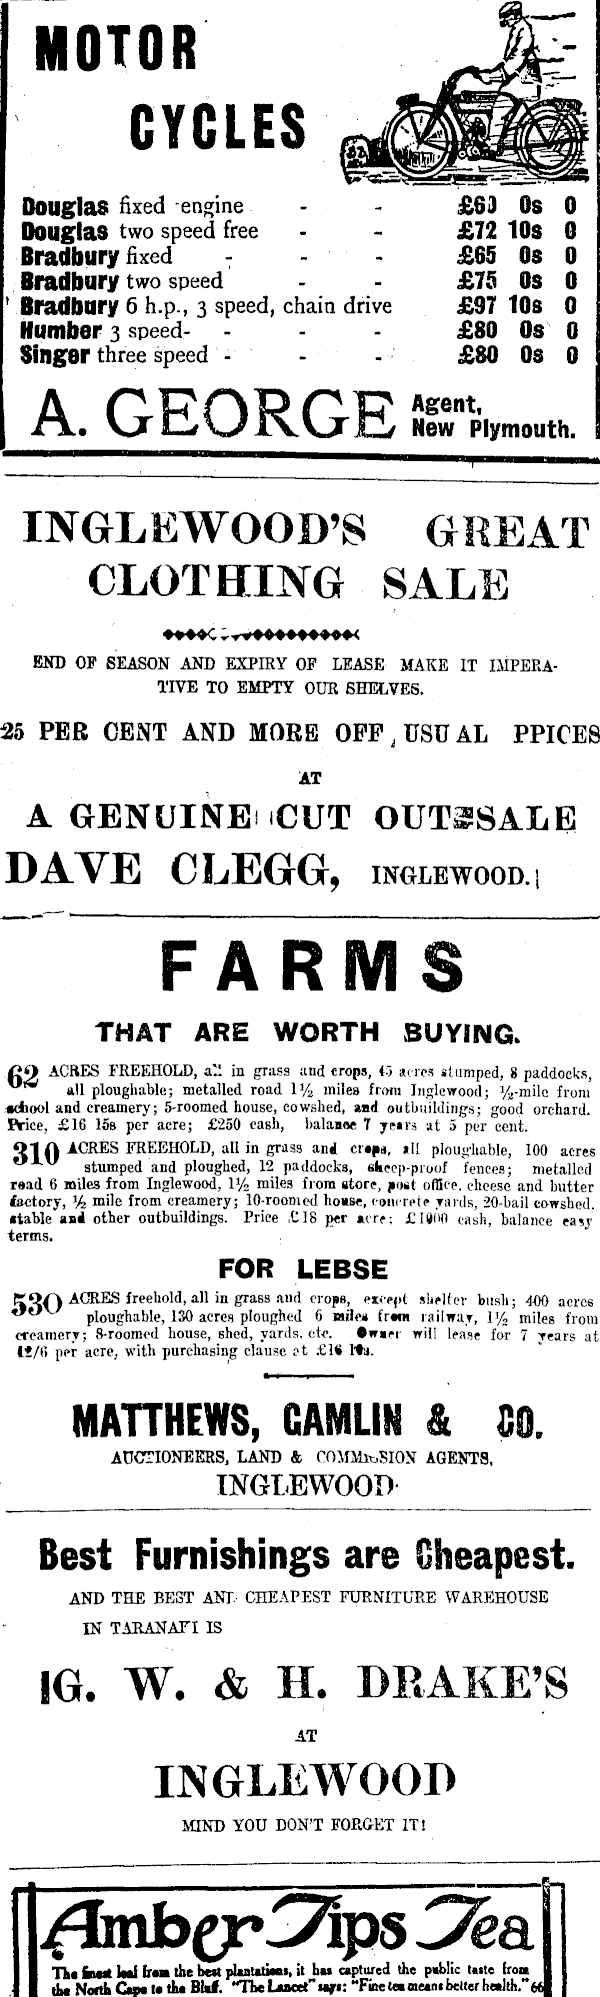 MOTOR
CYCLES
Douglas fixed engine - - £60 0s 0
Douglas two speed free - - £72 10s 0
Bradbury fixed - - - £65 0s 0
Bradbury two speed - - £75 0s 0
Bradbury 6 h.p., 3 speed, chain drive £97 10s 0
Humber 3 speed- - - - £80 0s 0
Singer three speed - - - £80 0s 0
A. GEORGE Agent,
New Plymouth.
INGLEWOOD'S GREAT
CLOTHING SALE
END OF SEASON AND EXPIRY OF LEASE MAKE IT IMPERA-
TIVE TO EMPTY OUR SHELVES.
25 PER CENT AND MORE OFF USUAL PPICES
AT
A GENUINE CUT OUT SALE
DAVE CLEGG, INGLEWOOD.
FARMS
THAT ARE WORTH BUYING.
62 ACRES FREEHOLD, all in grass and crops, 45 acres stumped, 8 paddocks,
all ploughable; metalled road 1½ miles from Inglewood; ½-mile from
school and creamery; 5-roomed house, cowshed, and outbuildings; good orchard.
Price, £16 15s per acre; £250 cash, balance 7 years at 5 per cent.
310 ACRES FREEHOLD, all in grass and crops, all ploughable, 100 acres
stumped and ploughed, 12 paddocks, sheep-proof fences; metalled
road 6 miles from Inglewood, 1½ miles from store, post office, cheese and butter
factory, ½ mile from creamery; 10-roomed house, concrete yards, 20-bail cowshed,
stable and other outbuildings. Price £18 per acre; £1000 cash, balance easy
terms.
FOR LEBSE
530 ACRES freehold, all in grass and crops, except shelter bush; 400 acres
ploughable, 130 acres ploughed 6 miles from railway, 1½ miles from
creamery; 8-roomed house, shed, yards, etc. Owner will lease for 7 years at
12/6 per acre, with purchasing clause at £16 10s.
MATTHEWS, GAMLIN & CO.
AUCTIONEERS, LAND & COMMISSION AGENTS,
INGLEWOOD.
Best Furnishings are Cheapest.
AND THE BEST AND CHEAPEST FURNITURE WAREHOUSE
IN TARANAKI IS
G. W. & H. DRAKE'S
AT
INGLEWOOD
MIND YOU DON'T FORGET IT!
Amber Tips Tea
The finest leaf from the best plantations, it has captured the public taste from
the North Cape to the Bluff. "The Lancet" says: "Fine tea means better health." 66